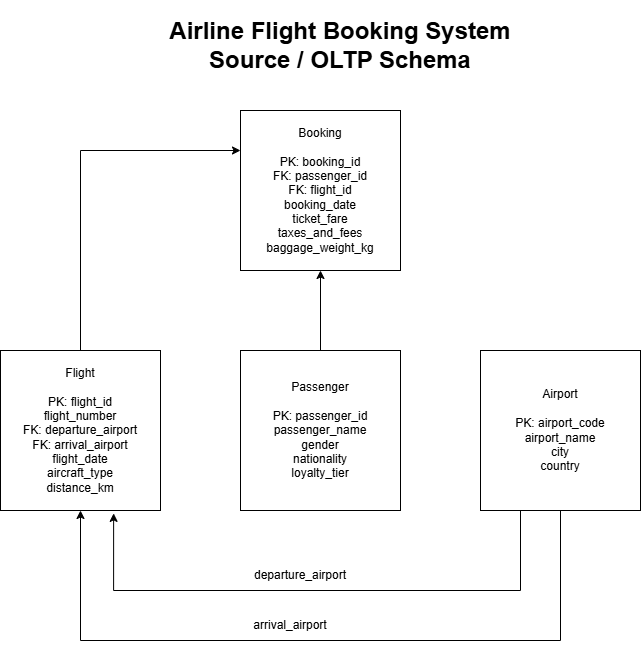 Airline Flight Booking System
Source / OLTP Schema
Booking
PK: booking_id
FK: passenger_id
FK: flight_id
booking_date
ticket_fare
taxes_and_fees
baggage_weight_kg
Flight
PK: flight_id
flight_number
FK: departure_airport
FK: arrival_airport
flight_date
aircraft_type
distance_km
Passenger
PK: passenger_id
passenger_name
gender
nationality
loyalty_tier
Airport
PK: airport_code
airport_name
city
country
departure_airport
arrival_airport